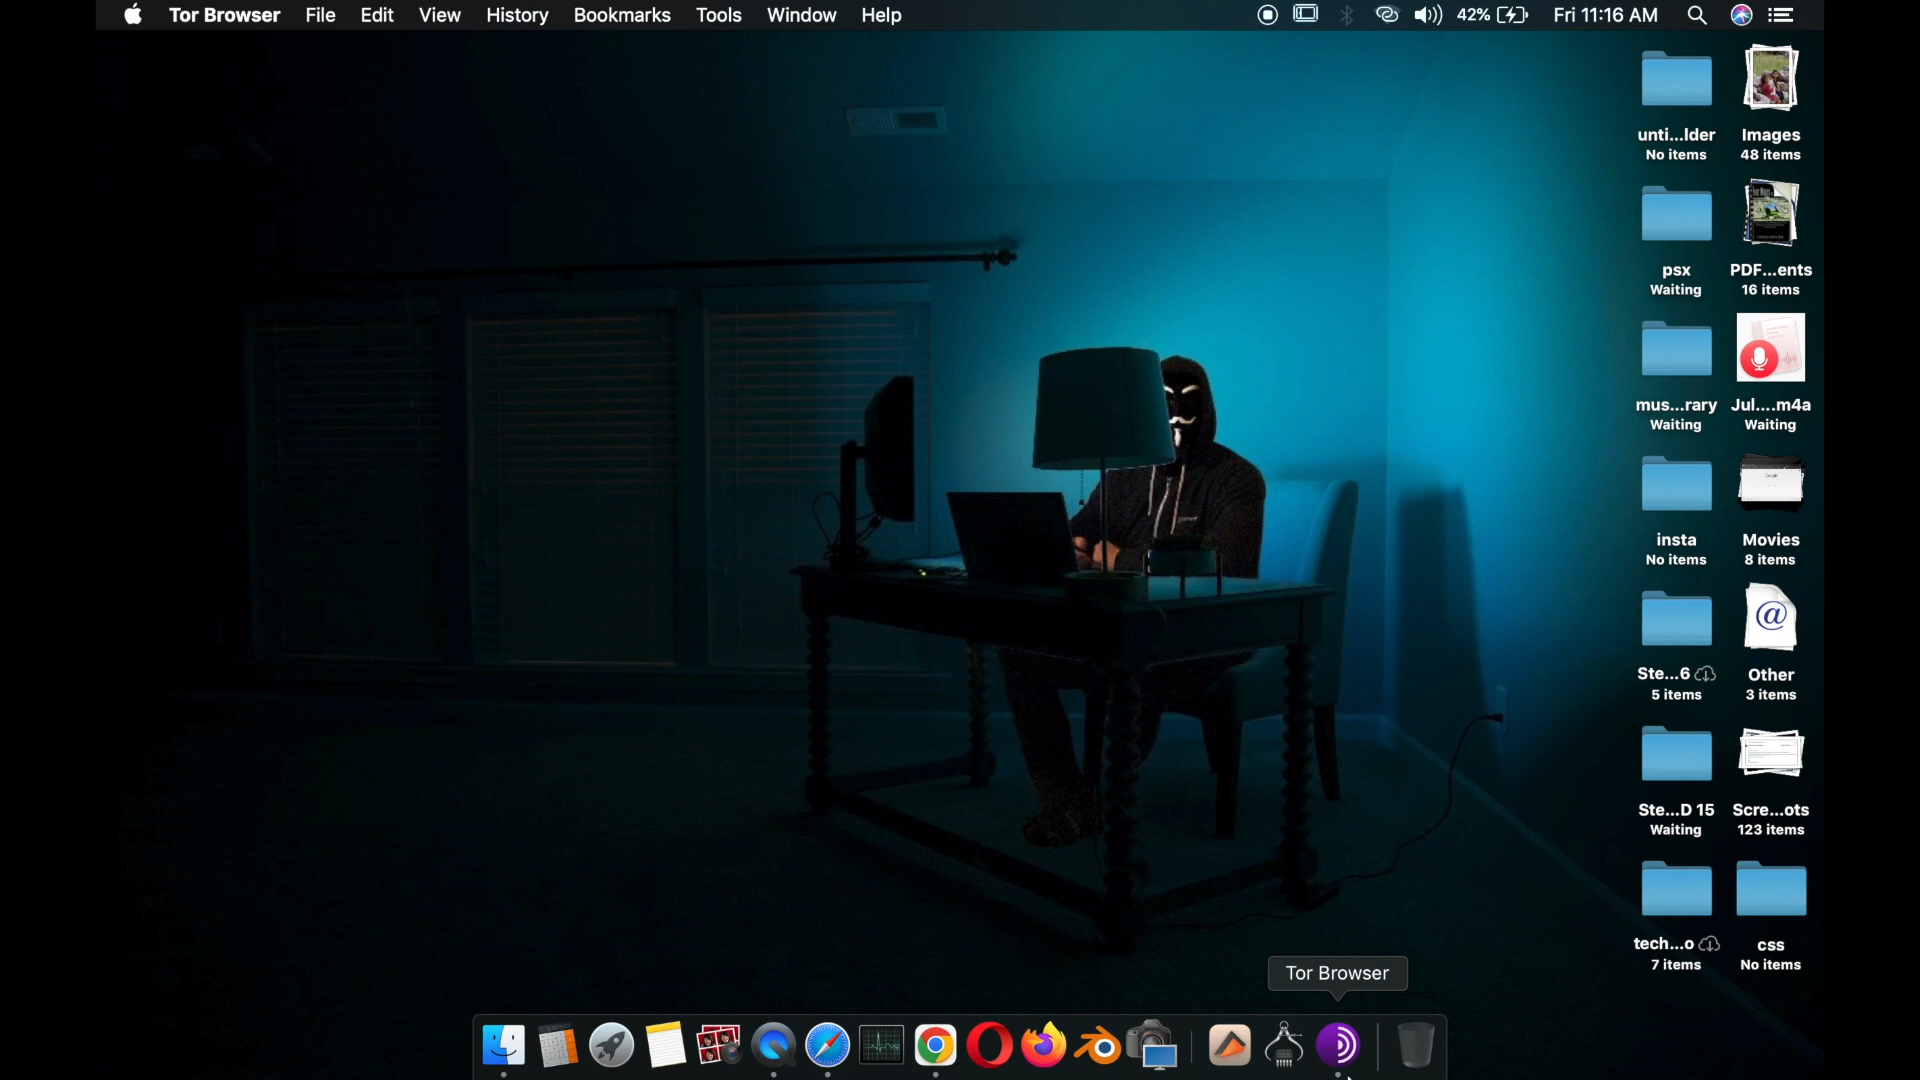 Tor Browser File Edit View History Bookmarks Tools Window Help 42% Fri 11:16 AM
unti...lder
No items
Images
48 items
psx
Waiting
PDF...ents
16 items
mus...rary
Waiting
Jul....m4a
Waiting
insta
No items
Movies
8 items
Ste...6
5 items
@
Other
3 items
Ste...D 15
Waiting
Scre...ots
123 items
tech...o
7 items
css
No items
Tor Browser